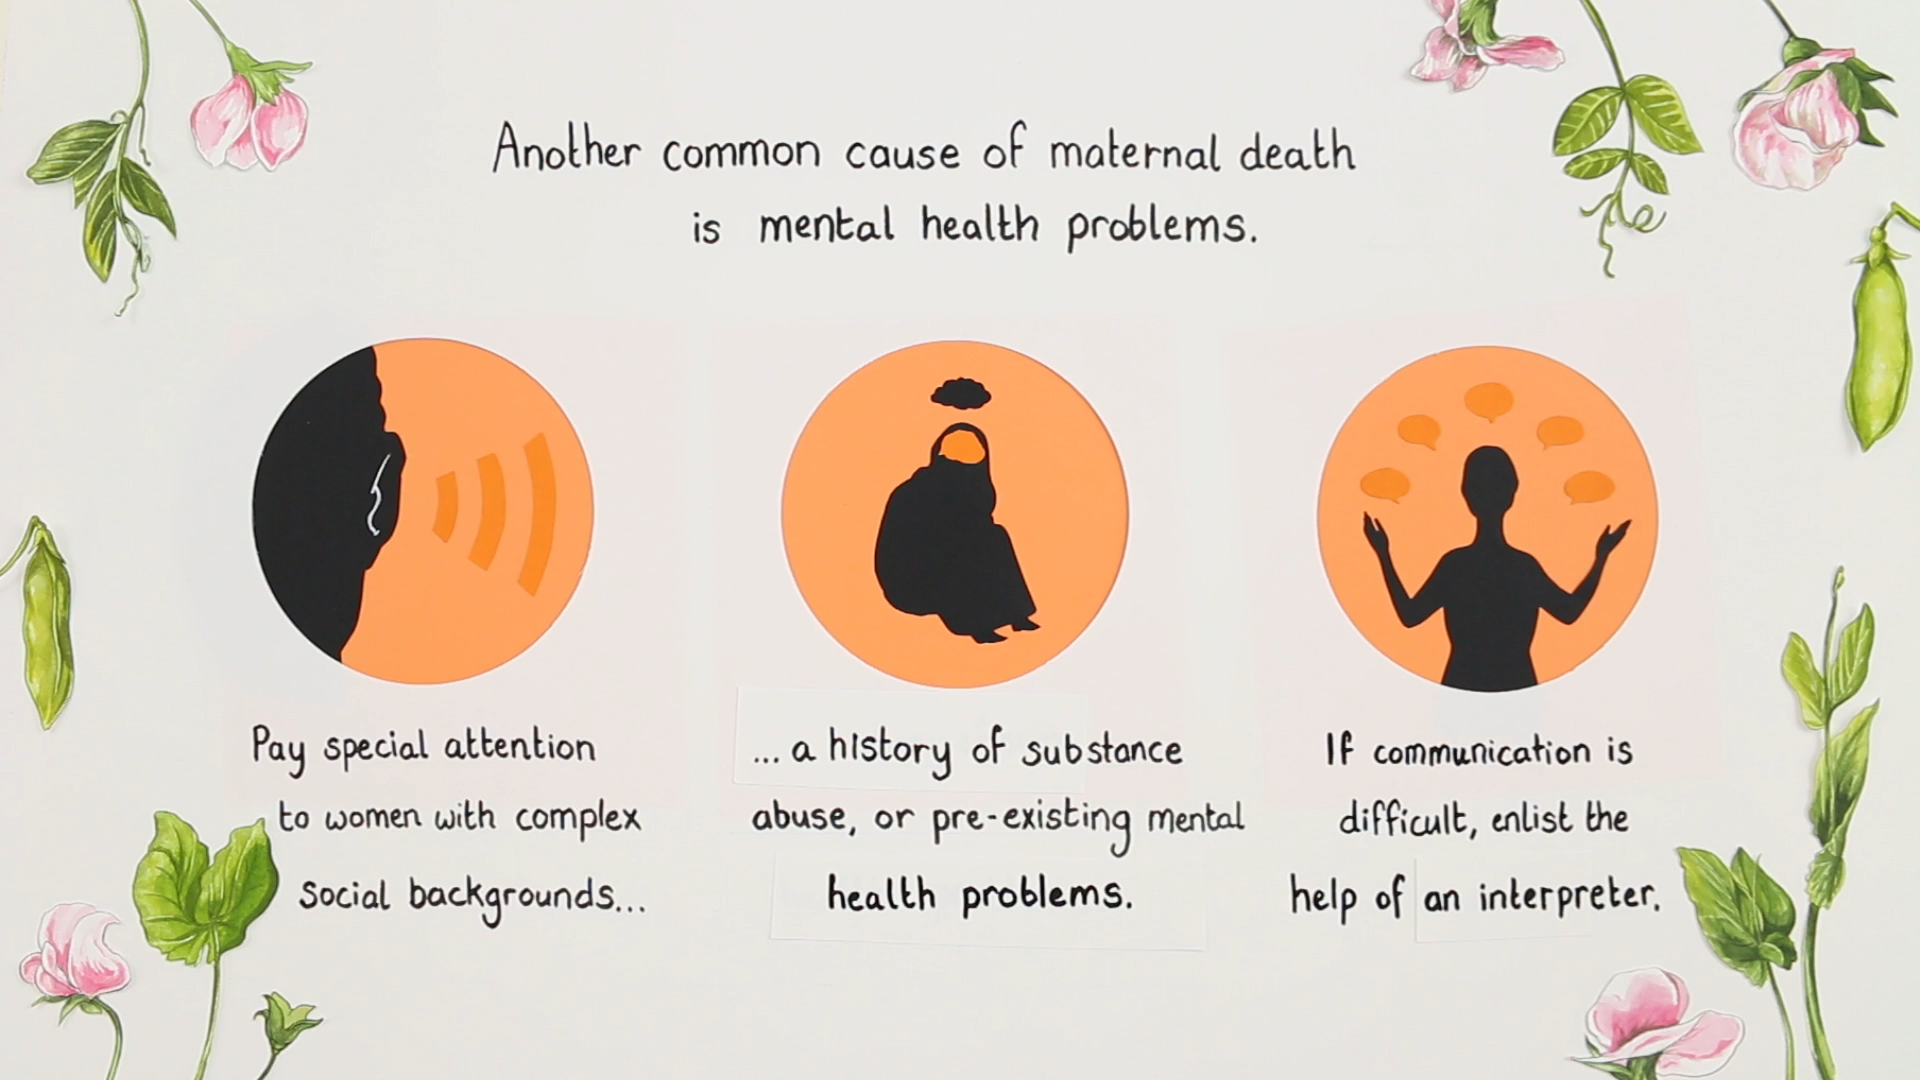 Another common cause of maternal death
is mental health problems.
Pay special attention
to women with complex
social backgrounds...
... a history of substance
abuse, or pre-existing mental
health problems.
If communication is
difficult, enlist the
help of an interpreter.